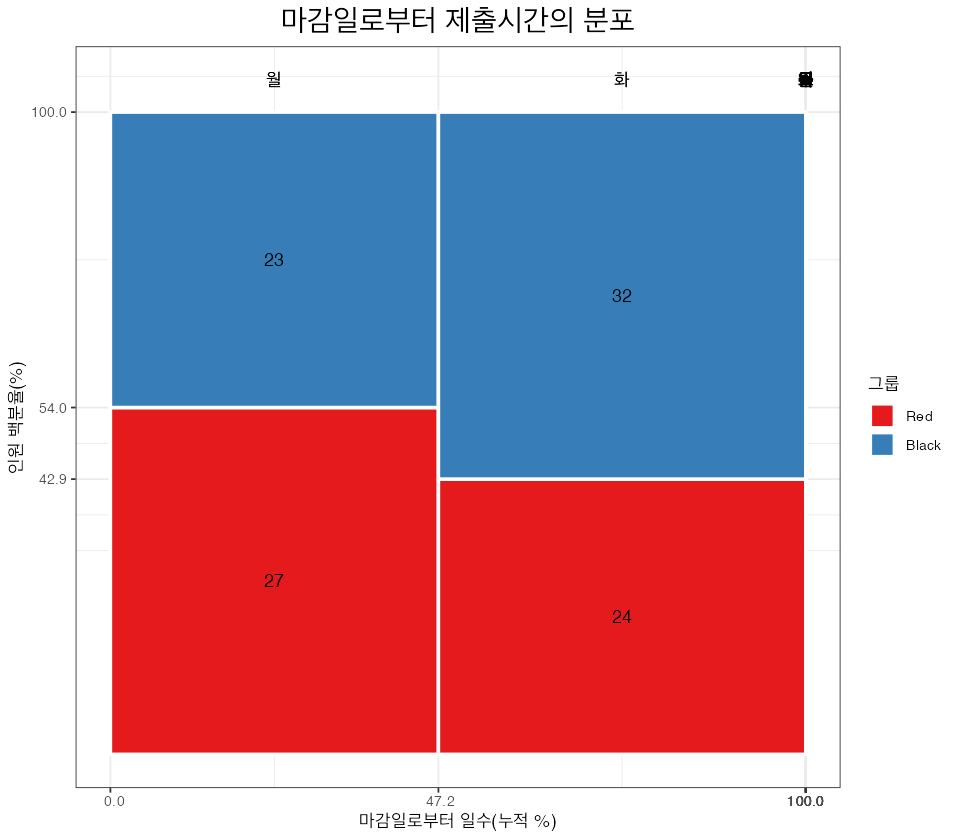 마감일로부터 제출시간의 분포
월 화
100.0
23
32
인원 백분율(%)
54.0
42.9
27
24
그룹
Red
Black
0.0 47.2 100.0
마감일로부터 일수(누적 %)